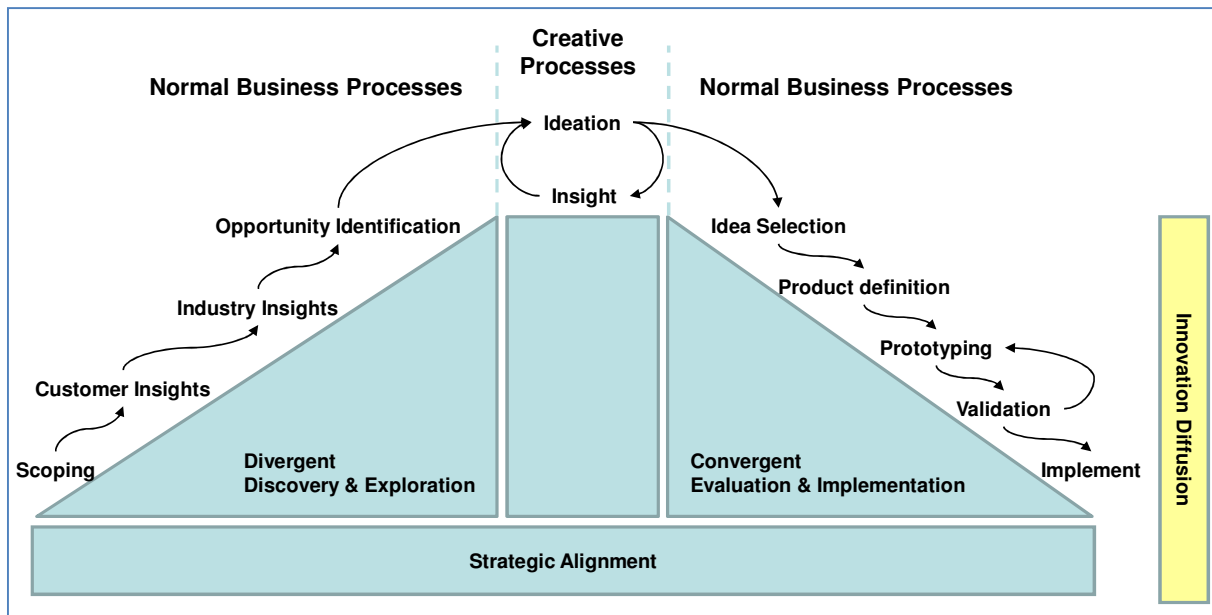 Creative
Processes
Normal Business Processes
Normal Business Processes
Ideation
Insight
Opportunity Identification
Idea Selection
Industry Insights
Product definition
Prototyping
Customer Insights
Validation
Scoping
Implement
Divergent
Discovery & Exploration
Convergent
Evaluation & Implementation
Strategic Alignment
Innovation Diffusion